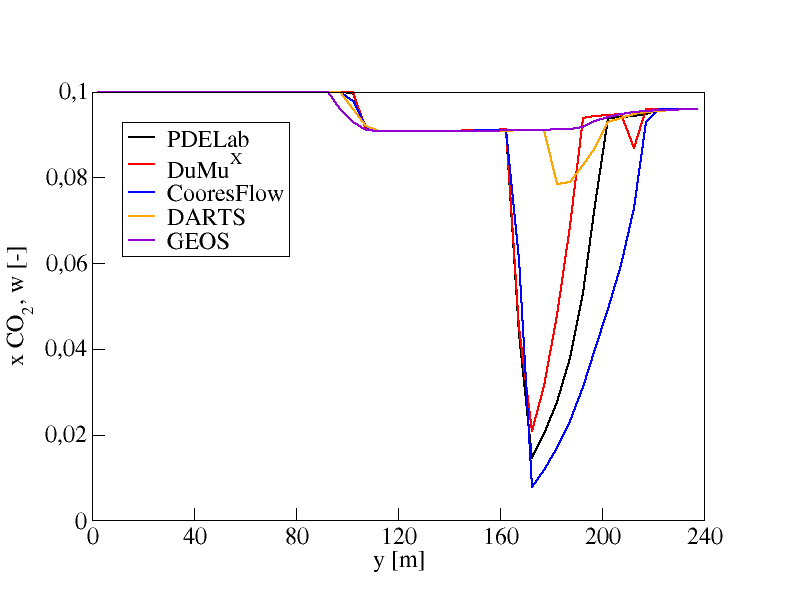 0,1
0,08
0,06
0,04
0,02
0
x CO2, w [-]
PDELab
DuMuX
CooresFlow
DARTS
GEOS
0 40 80 120 160 200 240
y [m]